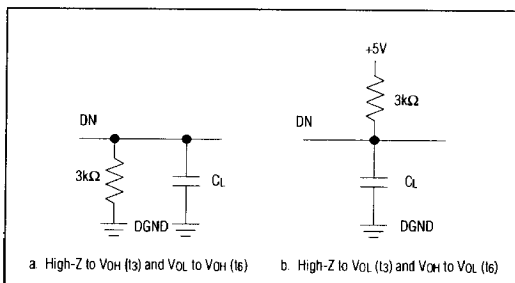 +5V
3kΩ
DN
DN
3kΩ
CL
CL
DGND
DGND
a. High-Z to VOH (t3) and VOL to VOH (t6)
b. High-Z to VOL (t3) and VOH to VOL (t6)